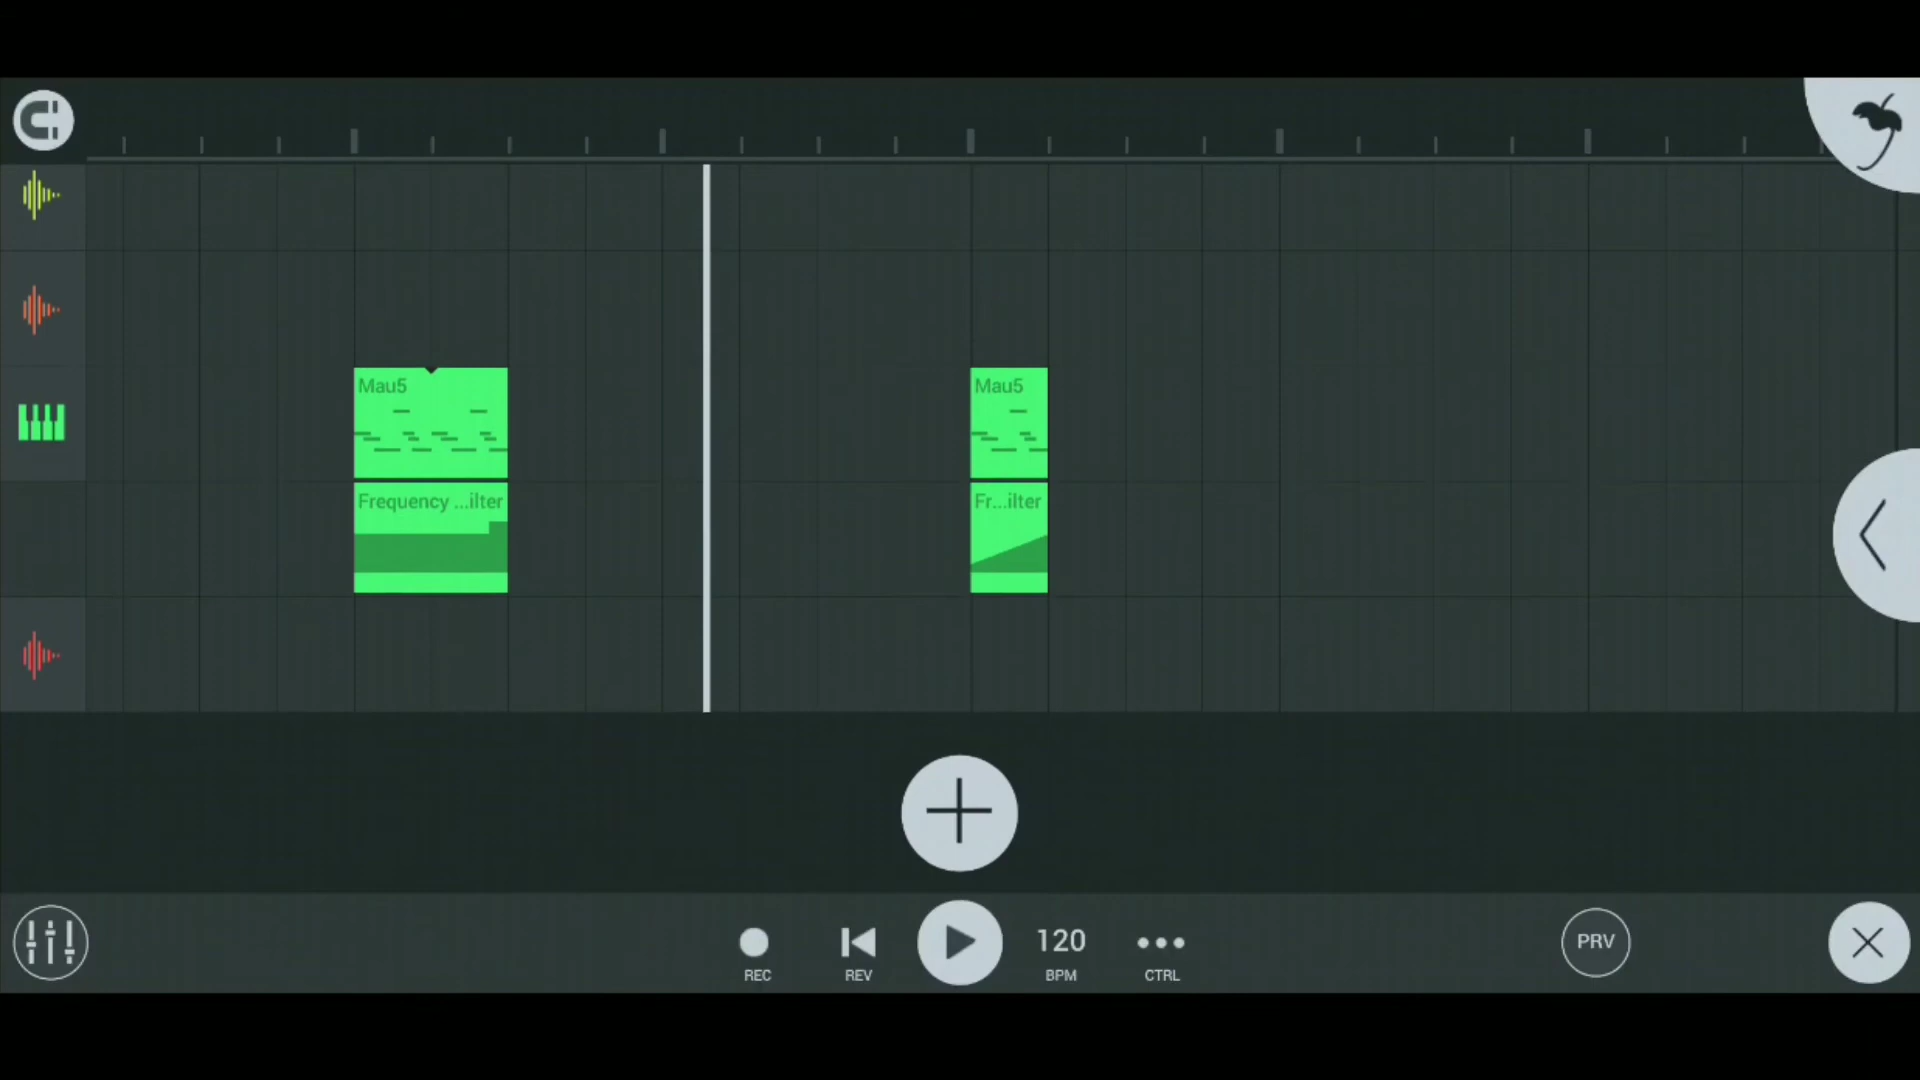 Mau5
Mau5
Frequency ...ilter
Fr...ilter
120
REC
REV
BPM
CTRL
PRV